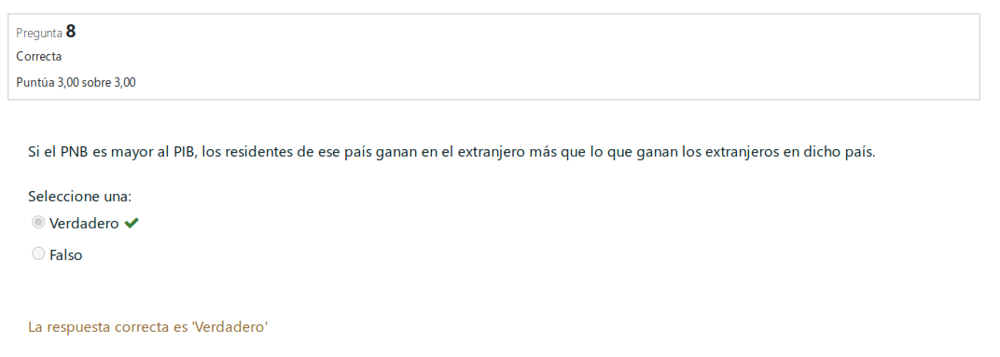 Pregunta 8
Correcta
Puntúa 3,00 sobre 3,00
Si el PNB es mayor al PIB, los residentes de ese país ganan en el extranjero más que lo que ganan los extranjeros en dicho país.
Seleccione una:
Verdadero
Falso
La respuesta correcta es 'Verdadero'